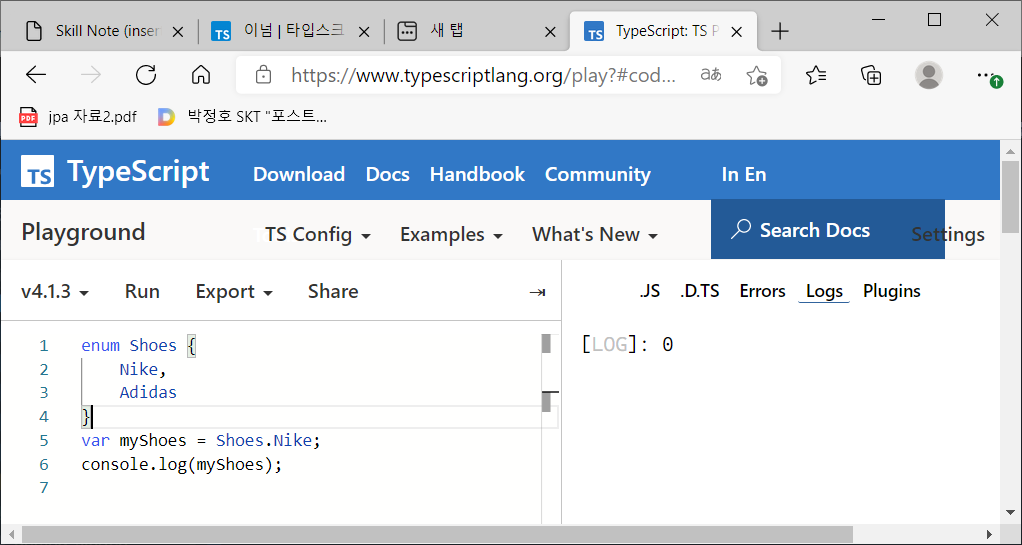 Skill Note (inser
TS 이넘 | 타입스크
새 탭
TS TypeScript: TS P
https://www.typescriptlang.org/play?#cod...
aあ
PDF jpa 자료2.pdf
박정호 SKT "포스트...
TS TypeScript Download Docs Handbook Community In En
Playground TS Config Examples What's New Search Docs Settings
v4.1.3 Run Export Share
.JS .D.TS Errors Logs Plugins
1 enum Shoes {
2 Nike,
3 Adidas
4 }
5 var myShoes = Shoes.Nike;
6 console.log(myShoes);
7
[LOG]: 0